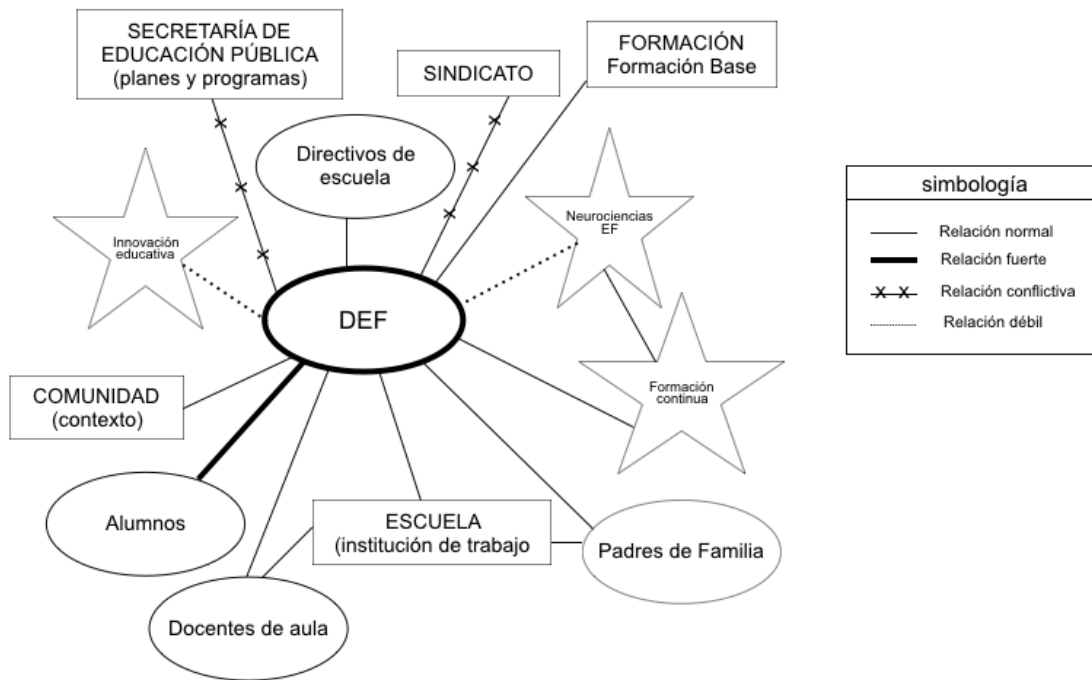 SECRETARÍA DE
EDUCACIÓN PÚBLICA
(planes y programas)
SINDICATO
FORMACIÓN
Formación Base
Directivos de
escuela
Innovación
educativa
Neurociencias
EF
DEF
Formación
continua
COMUNIDAD
(contexto)
Alumnos
ESCUELA
(institución de trabajo
Padres de Familia
Docentes de aula
simbología
Relación normal
Relación fuerte
X X Relación conflictiva
Relación débil